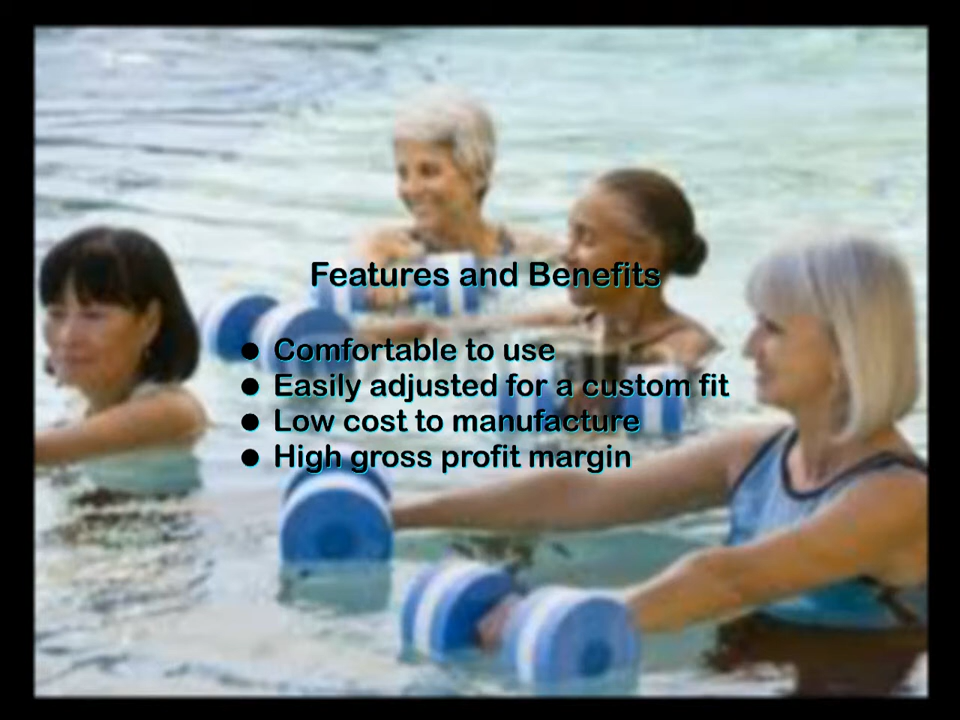 Features and Benefits
● Comfortable to use
● Easily adjusted for a custom fit
● Low cost to manufacture
● High gross profit margin